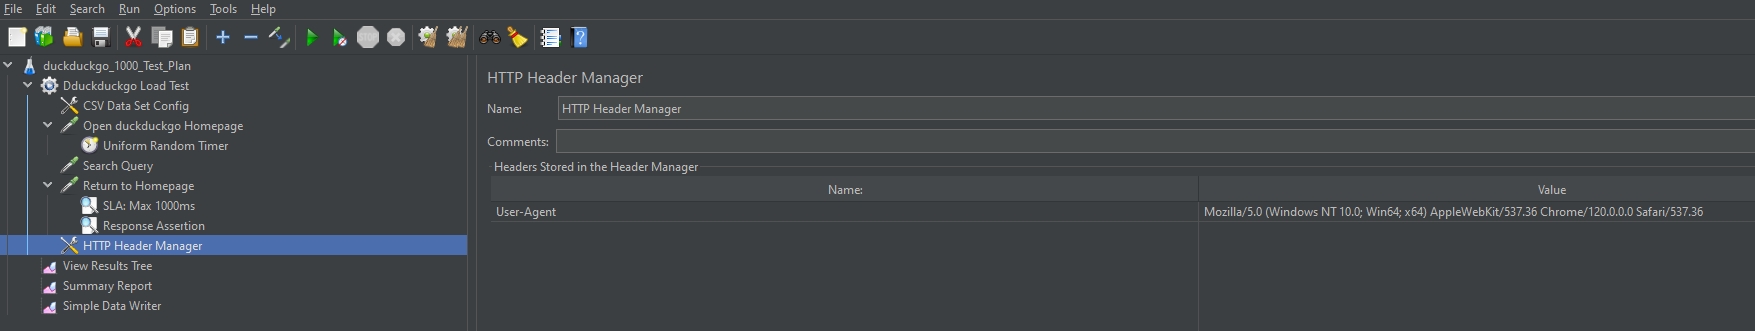 File Edit Search Run Options Tools Help
STOP
duckduckgo_1000_Test_Plan
Dduckduckgo Load Test
CSV Data Set Config
Open duckduckgo Homepage
Uniform Random Timer
Search Query
Return to Homepage
SLA: Max 1000ms
Response Assertion
HTTP Header Manager
View Results Tree
Summary Report
Simple Data Writer
HTTP Header Manager
Name: HTTP Header Manager
Comments:
Headers Stored in the Header Manager
Name: Value
User-Agent Mozilla/5.0 (Windows NT 10.0; Win64; x64) AppleWebKit/537.36 Chrome/120.0.0.0 Safari/537.36